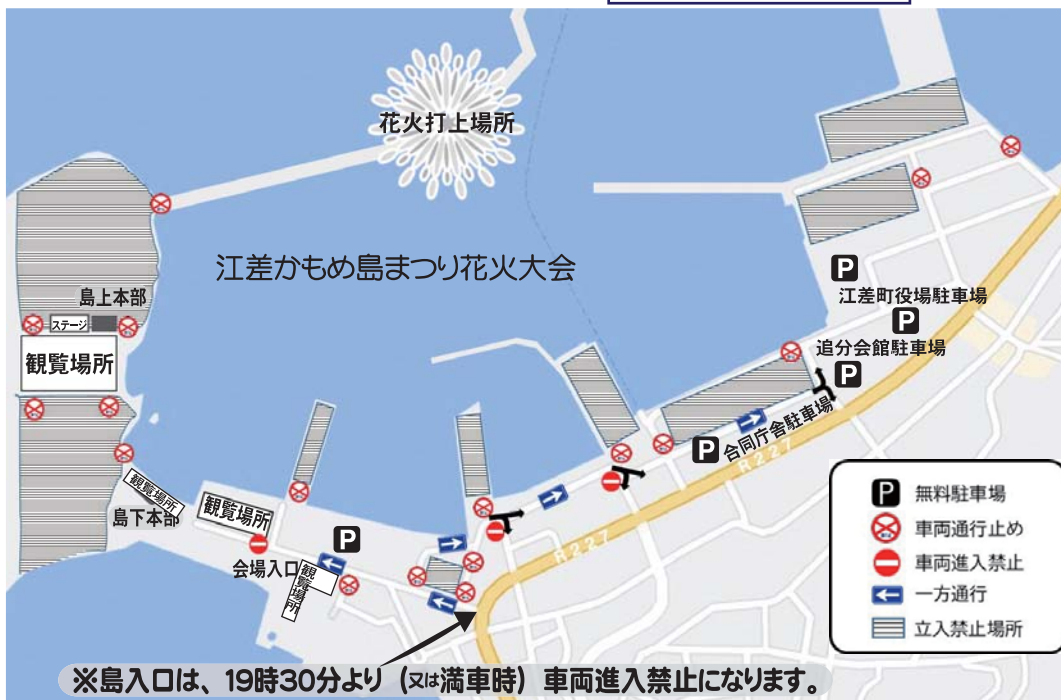 花火打上場所
江差かもめ島まつり花火大会
島上本部
ステージ
観覧場所
P
江差町役場駐車場
P
追分会館駐車場
P
P
合同庁舎駐車場
R227
R227
観覧場所
島下本部
観覧場所
会場入口
P
観覧場所
P 無料駐車場
車両通行止め
車両進入禁止
一方通行
立入禁止場所
※島入口は、19時30分より（又は満車時）車両進入禁止になります。